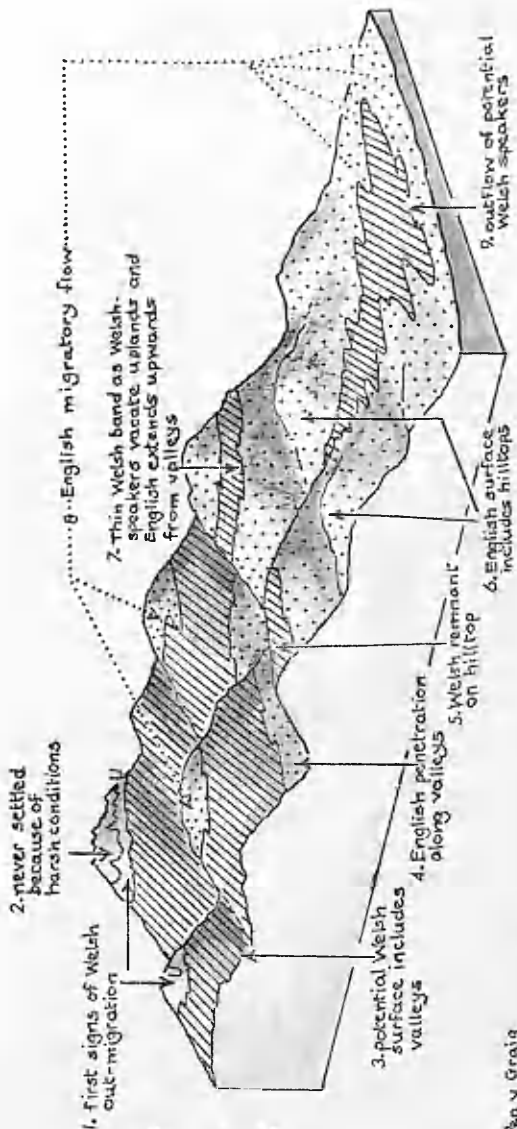 1. first signs of Welsh
out-migration
2. never settled
because of
harsh conditions
3. potential Welsh
surface includes
valleys
4. English penetration
along valleys
5. Welsh remnant
on hilltop
6. English surface
includes hilltops
7. Thin Welsh band as Welsh-
speakers vacate uplands and
English extends upwards
from valleys
8. English migratory flow
9. outflow of potential
Welsh speakers
y Graig